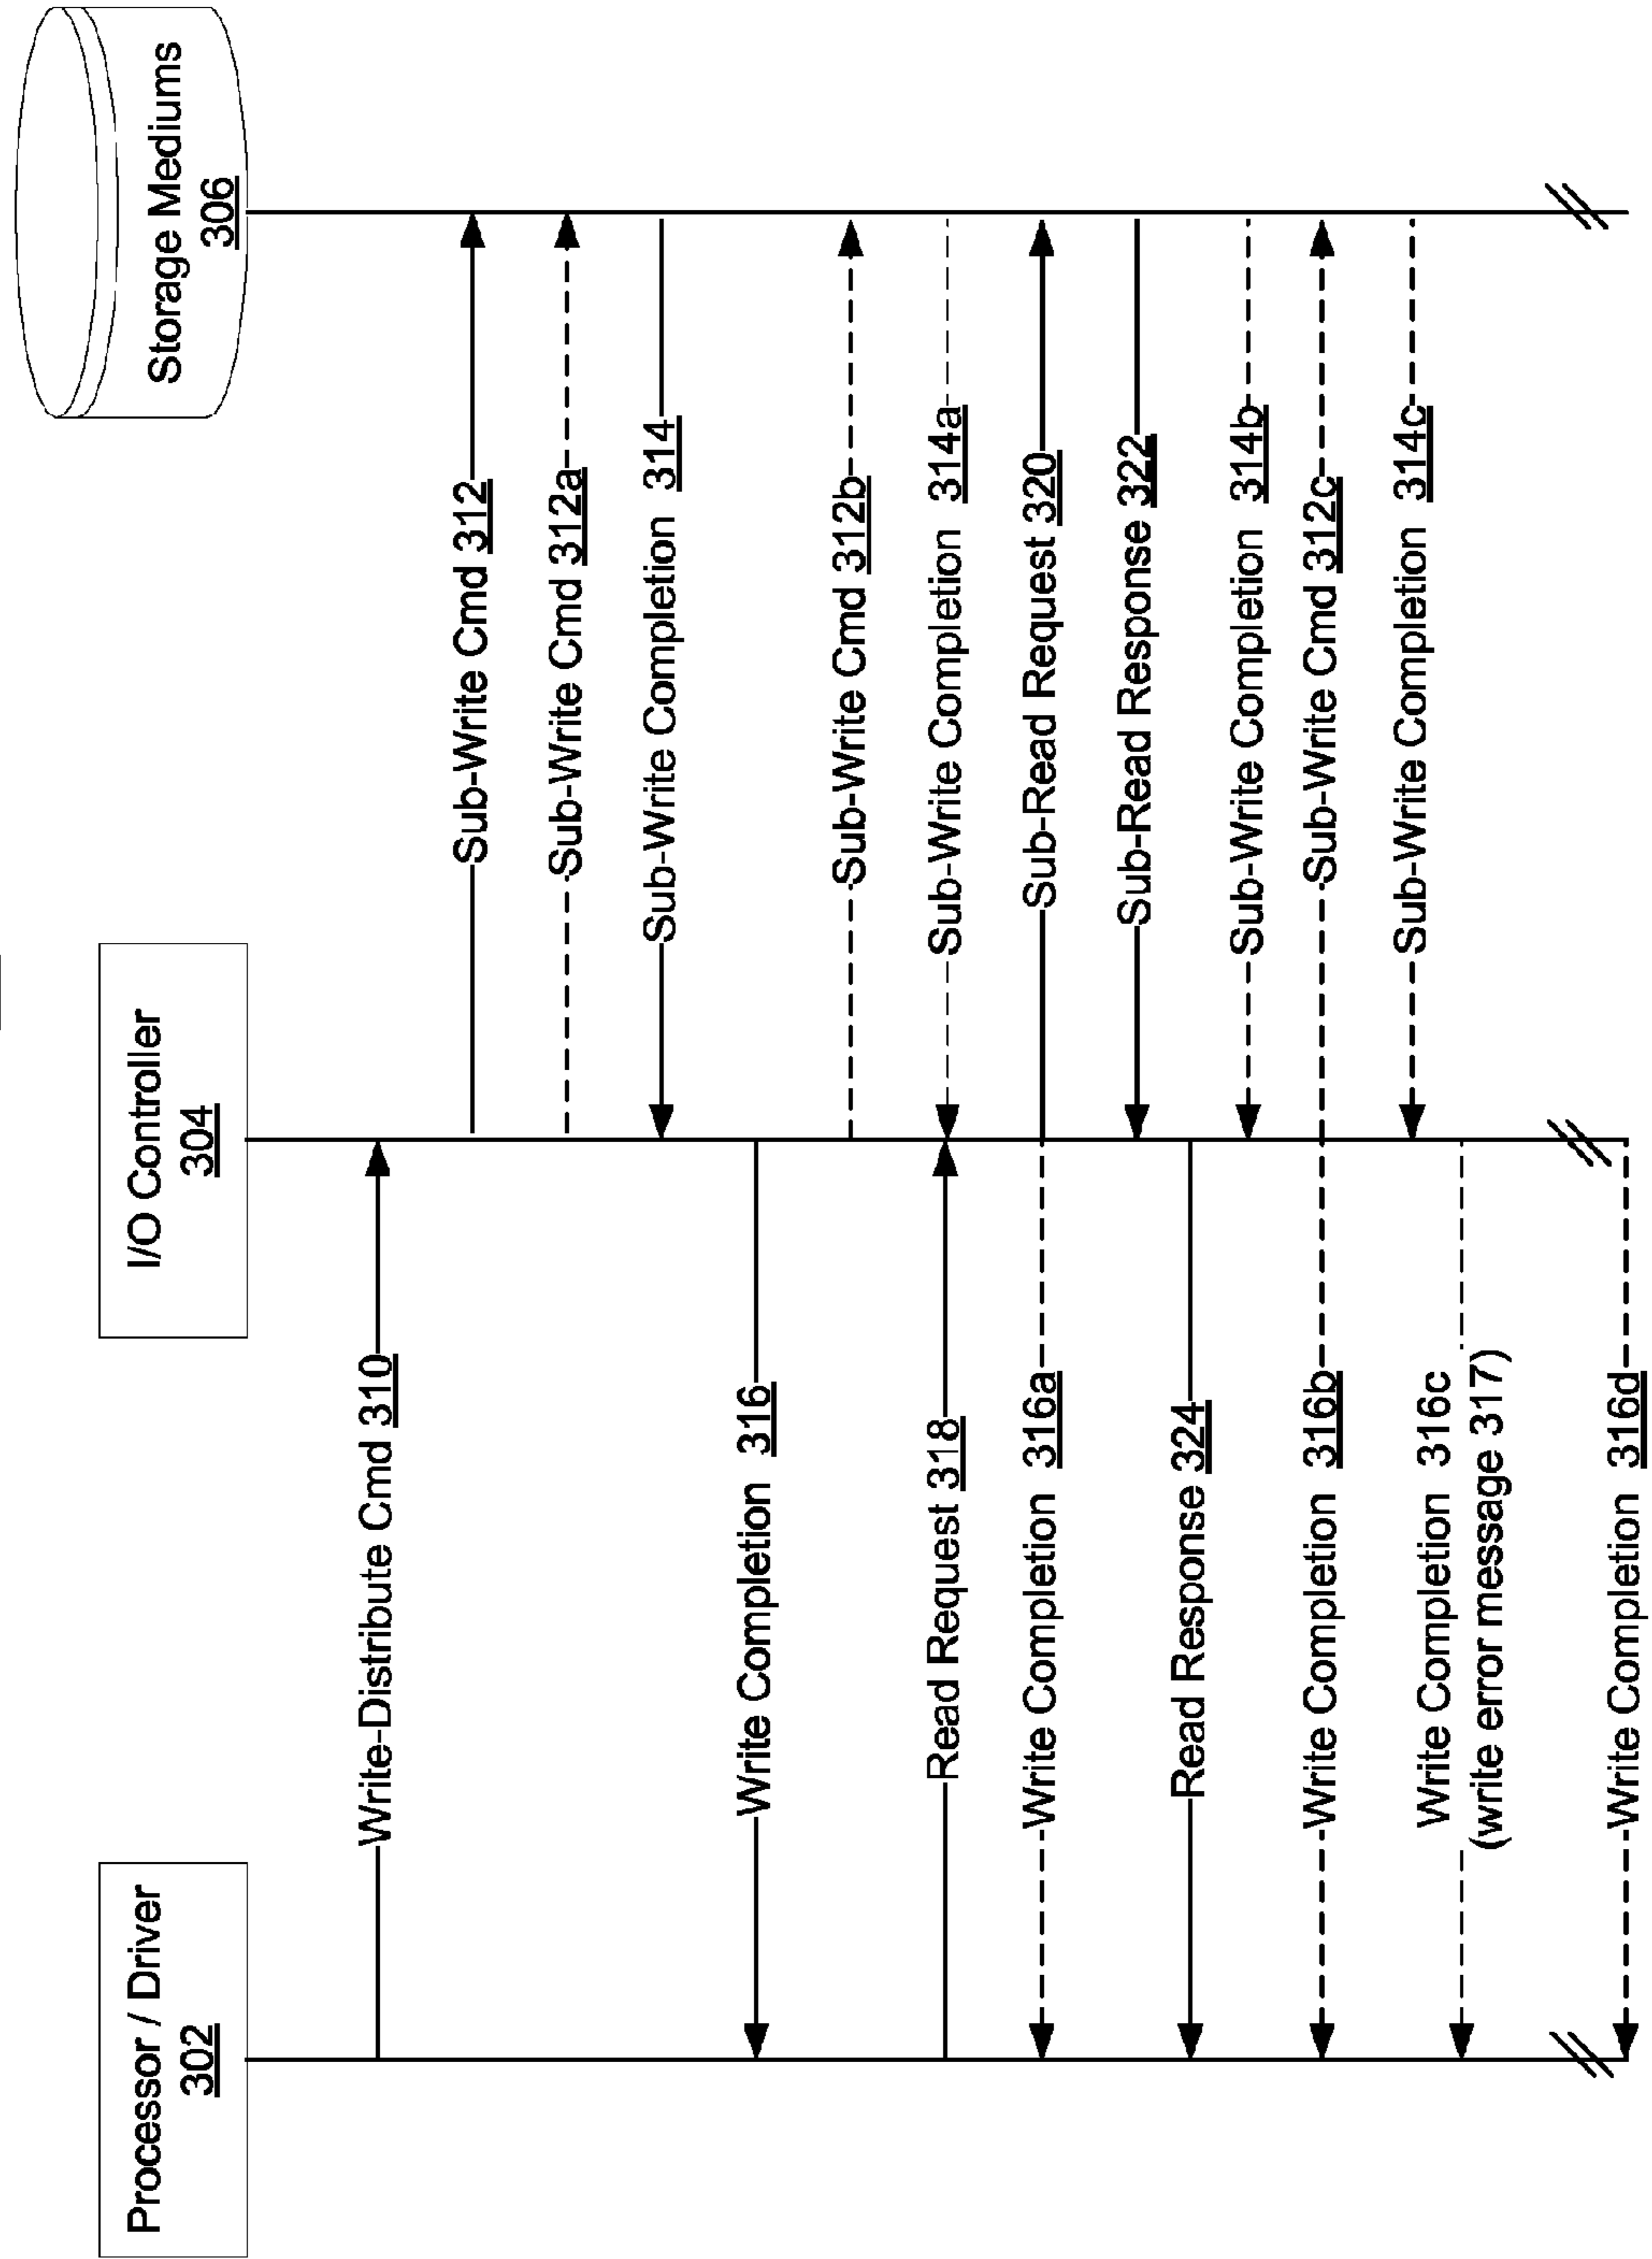 Processor / Driver
302
I/O Controller
304
Storage Mediums
306
Write-Distribute Cmd 310
Sub-Write Cmd 312
Sub-Write Cmd 312a
Sub-Write Completion 314
Write Completion 316
Sub-Write Cmd 312b
Read Request 318
Sub-Write Completion 314a
Write Completion 316a
Sub-Read Request 320
Sub-Read Response 322
Read Response 324
Sub-Write Completion 314b
Write Completion 316b
Sub-Write Cmd 312c
Sub-Write Completion 314c
Write Completion 316c
(write error message 317)
Write Completion 316d